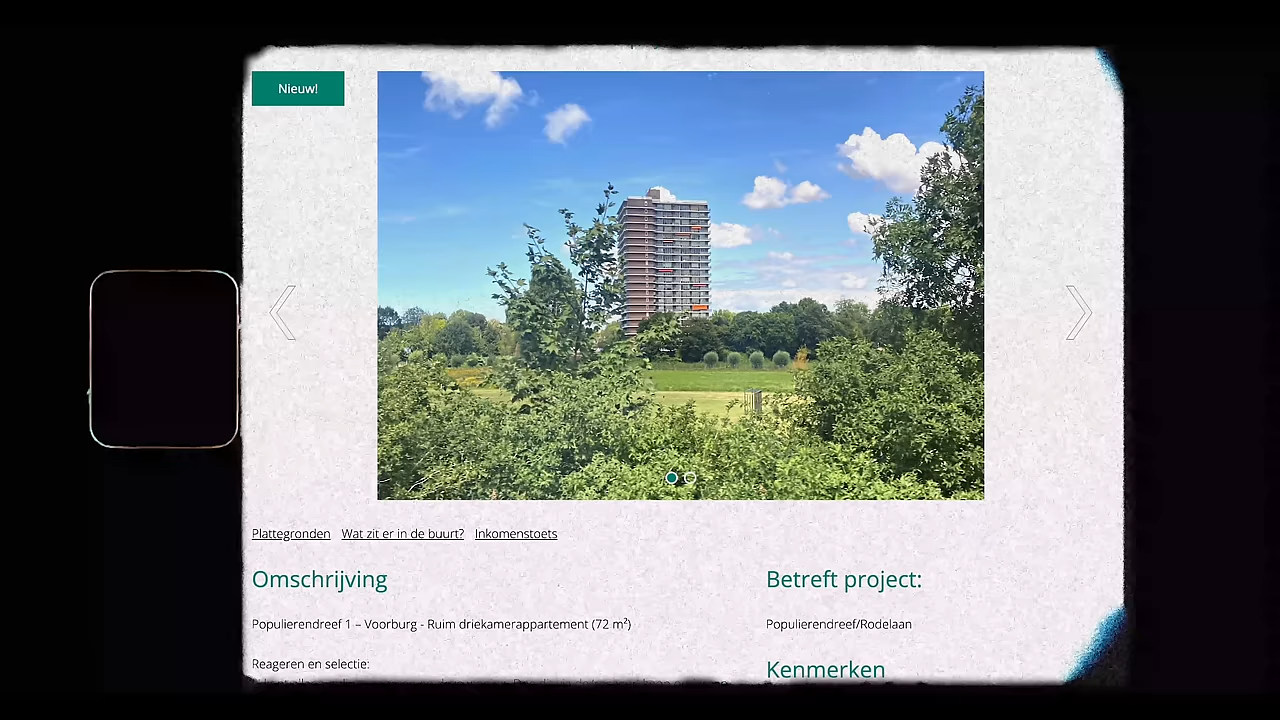 Nieuw!
Plattegronden Wat zit er in de buurt? Inkomenstoets
Omschrijving
Populierendreef 1 – Voorburg - Ruim driekamerappartement (72 m²)
Reageren en selectie:
Betreft project:
Populierendreef/Rodelaan
Kenmerken